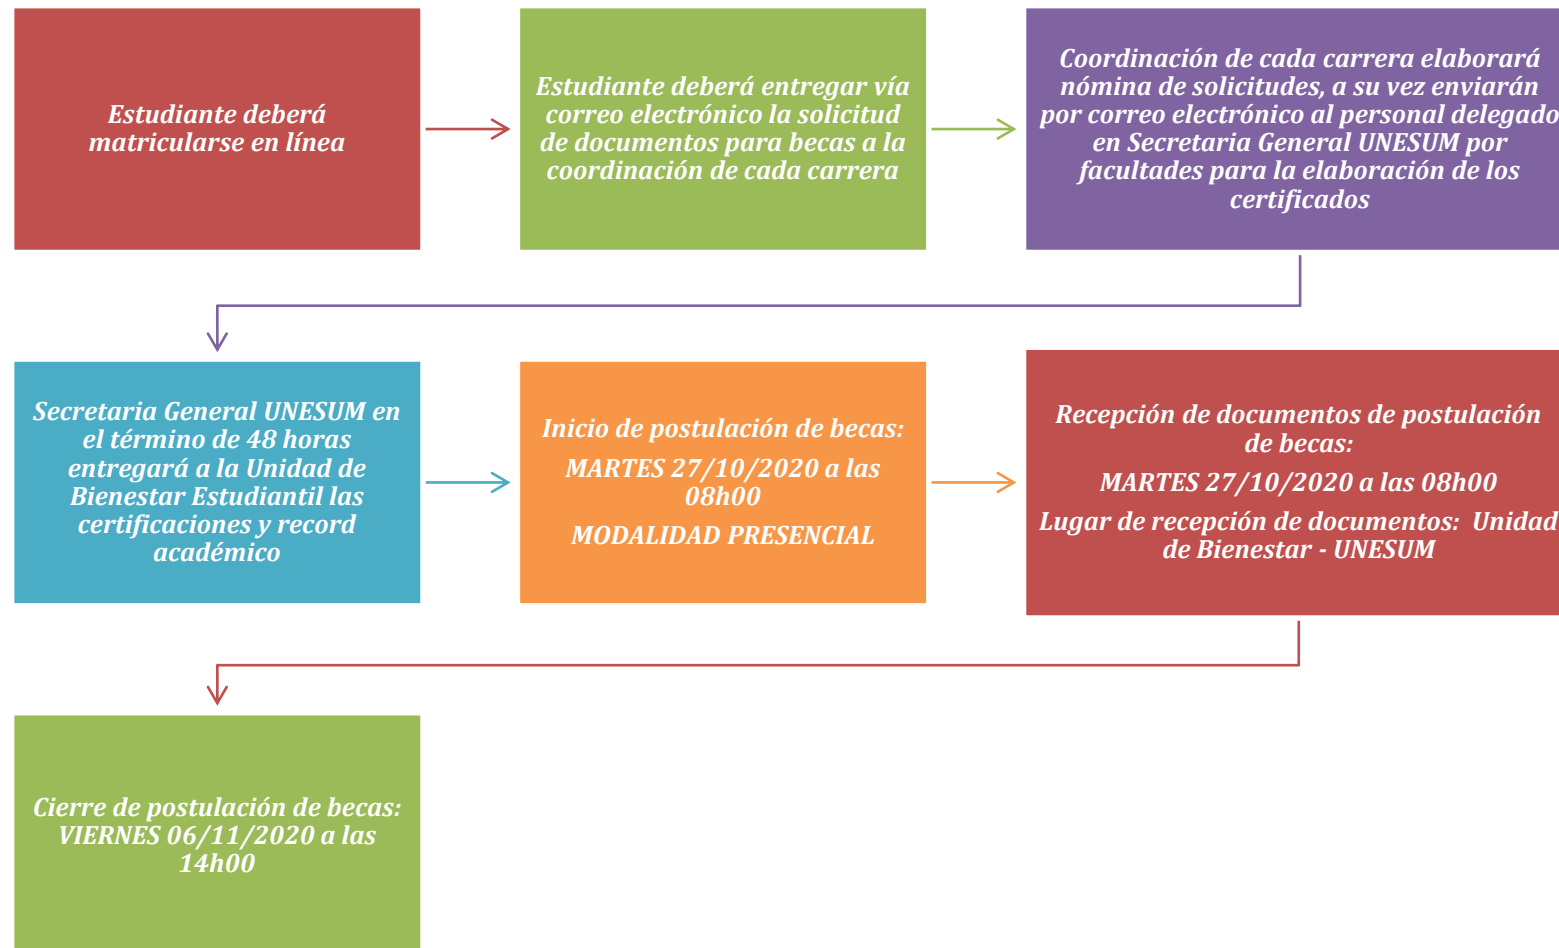 Estudiante deberá
matricularse en línea
Estudiante deberá entregar vía
correo electrónico la solicitud
de documentos para becas a la
coordinación de cada carrera
Coordinación de cada carrera elaborará
nómina de solicitudes, a su vez enviarán
por correo electrónico al personal delegado
en Secretaria General UNESUM por
facultades para la elaboración de los
certificados
Secretaria General UNESUM en
el término de 48 horas
entregará a la Unidad de
Bienestar Estudiantil las
certificaciones y record
académico
Inicio de postulación de becas:
MARTES 27/10/2020 a las
08h00
MODALIDAD PRESENCIAL
Recepción de documentos de postulación
de becas:
MARTES 27/10/2020 a las 08h00
Lugar de recepción de documentos: Unidad
de Bienestar - UNESUM
Cierre de postulación de becas:
VIERNES 06/11/2020 a las
14h00